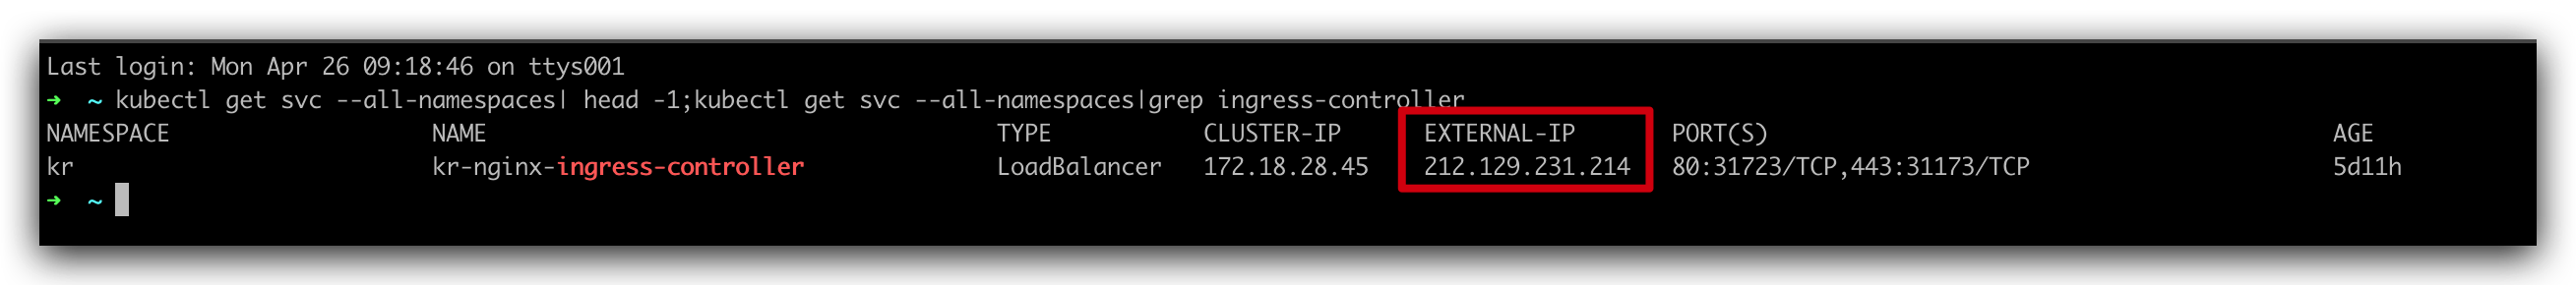 Last login: Mon Apr 26 09:18:46 on ttys001
➜  ~ kubectl get svc --all-namespaces| head -1;kubectl get svc --all-namespaces|grep ingress-controller
NAMESPACE NAME TYPE CLUSTER-IP EXTERNAL-IP PORT(S) AGE
kr kr-nginx-ingress-controller LoadBalancer 172.18.28.45 212.129.231.214 80:31723/TCP,443:31173/TCP 5d11h
➜  ~